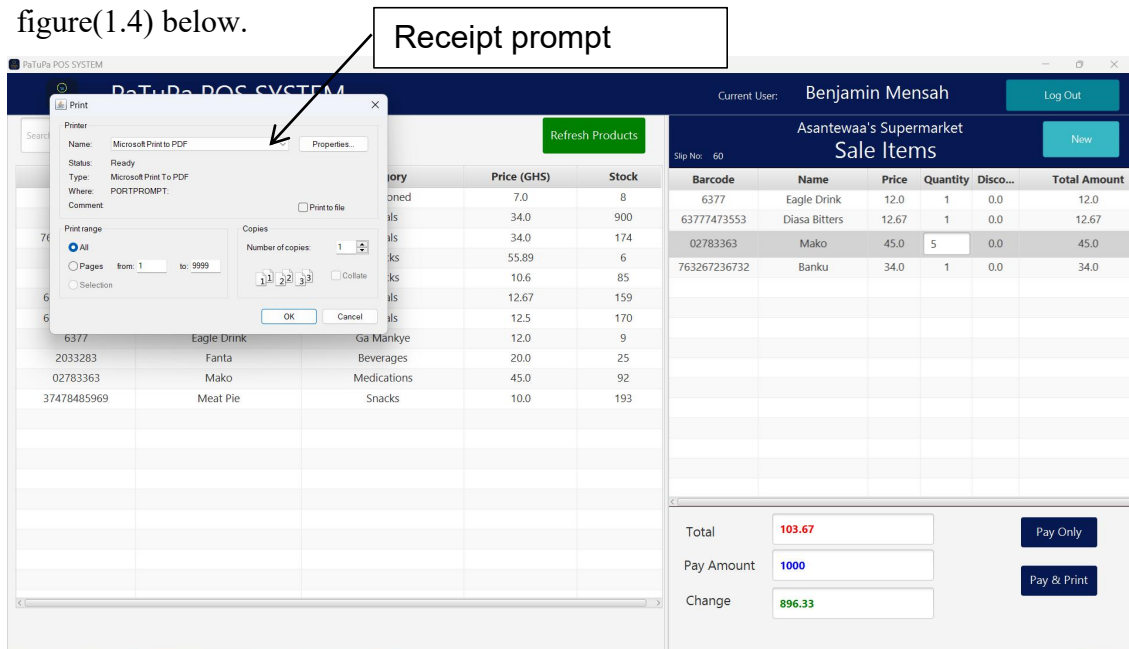 figure(1.4) below.
Receipt prompt
PaTuPa POS SYSTEM
PaTuPa POS SYSTEM
Current User: Benjamin Mensah
Log Out
Print
Printer
Name: Microsoft Print to PDF
Properties...
Status: Ready
Type: Microsoft Print To PDF
Where: PORTPROMPT:
Comment:
Print to file
Print range
All
Pages from: 1 to: 9999
Selection
Copies
Number of copies: 1
1 1 2 2 3 3
Collate
OK Cancel
Refresh Products
Price (GHS) Stock
7.0 8
34.0 900
34.0 174
55.89 6
10.6 85
12.67 159
12.5 170
6377 Eagle Drink Ga Mankye 12.0 9
2033283 Fanta Beverages 20.0 25
02783363 Mako Medications 45.0 92
37478485969 Meat Pie Snacks 10.0 193
Asantewaa's Supermarket
Slip No: 60 Sale Items
New
Barcode Name Price Quantity Disco... Total Amount
6377 Eagle Drink 12.0 1 0.0 12.0
63777473553 Diasa Bitters 12.67 1 0.0 12.67
02783363 Mako 45.0 5 0.0 45.0
763267236732 Banku 34.0 1 0.0 34.0
Total 103.67
Pay Only
Pay Amount 1000
Pay & Print
Change 896.33